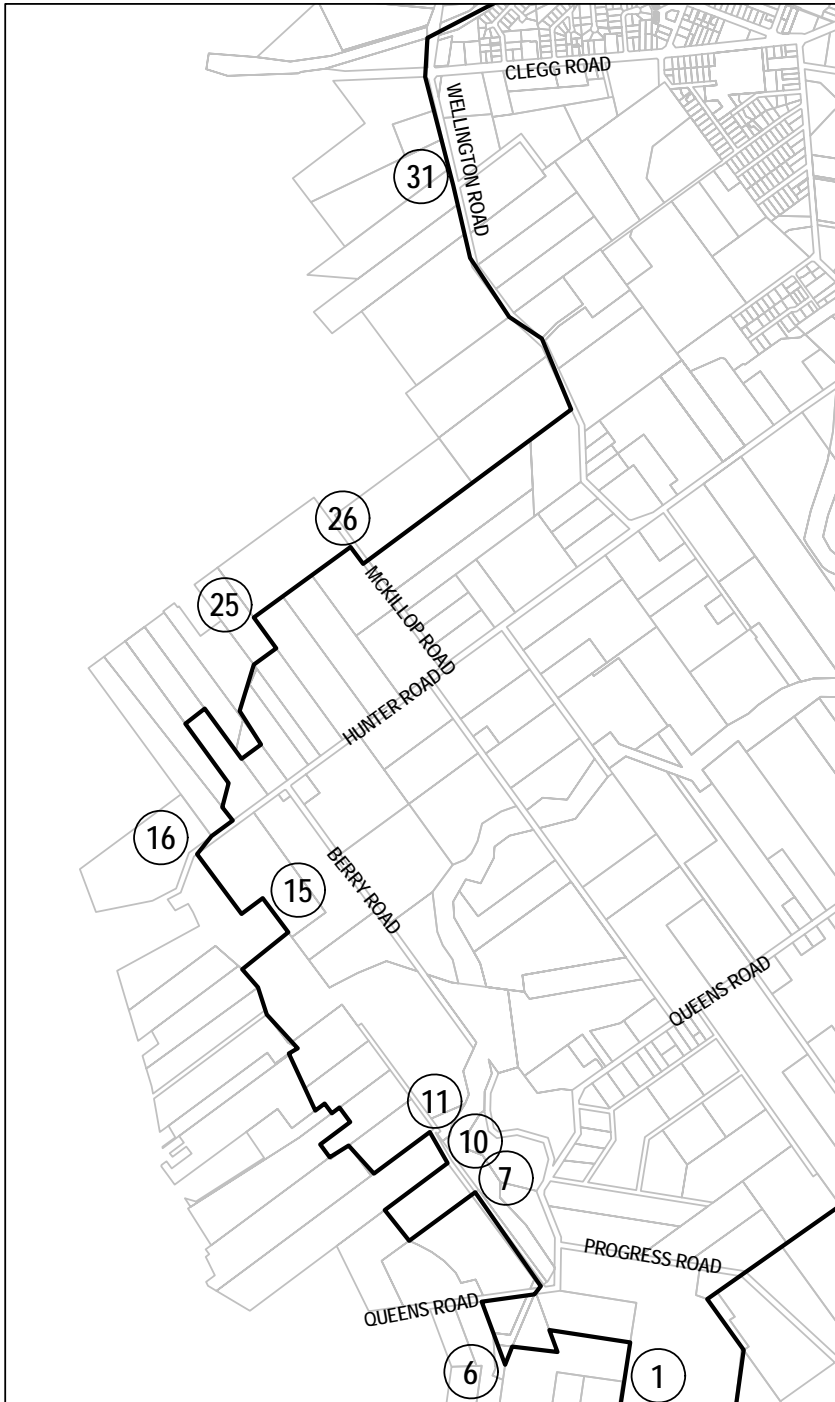 CLEGG ROAD
WELLINGTON ROAD
31
26
MCKILLOP ROAD
25
HUNTER ROAD
16
15
BERRY ROAD
QUEENS ROAD
11
10
7
PROGRESS ROAD
QUEENS ROAD
6
1